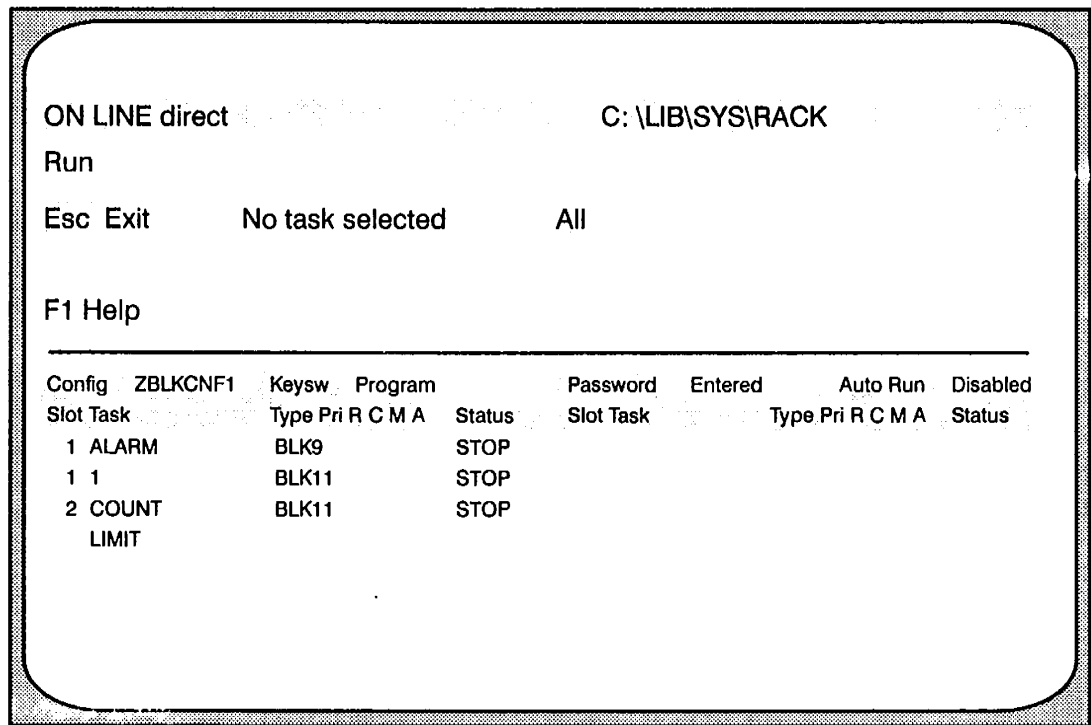 ON LINE direct C: \LIB\SYS\RACK
Run
Esc Exit No task selected All
F1 Help
Config ZBLKCNF1 Keysw Program Password Entered Auto Run Disabled
Slot Task Type Pri R C M A Status Slot Task Type Pri R C M A Status
1 ALARM BLK9 STOP
1 1 BLK11 STOP
2 COUNT BLK11 STOP
LIMIT